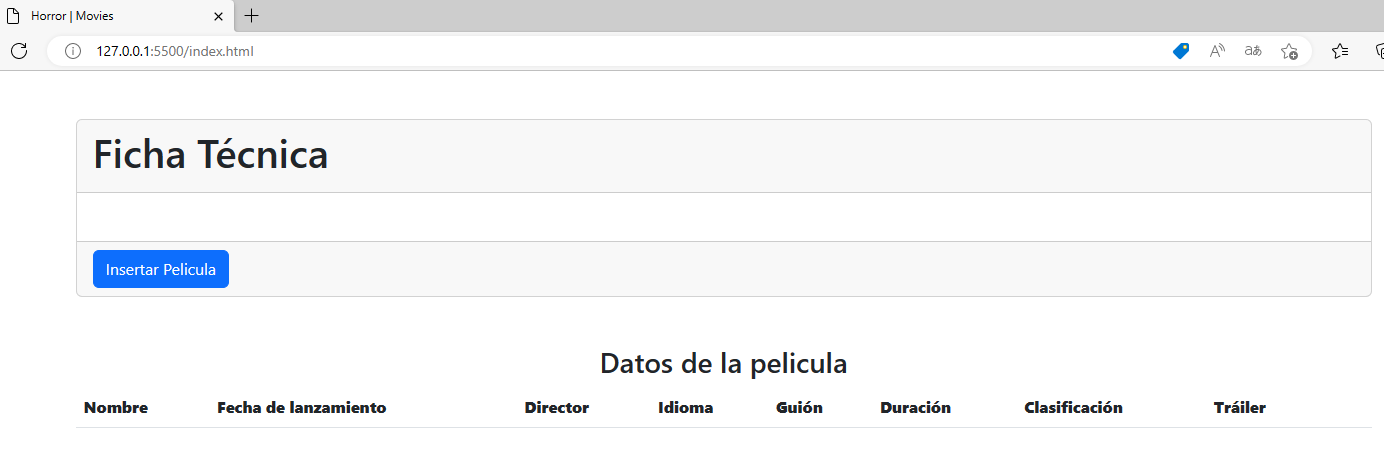 Horror | Movies
127.0.0.1:5500/index.html
Ficha Técnica
Insertar Pelicula
Datos de la pelicula
Nombre Fecha de lanzamiento Director Idioma Guión Duración Clasificación Tráiler